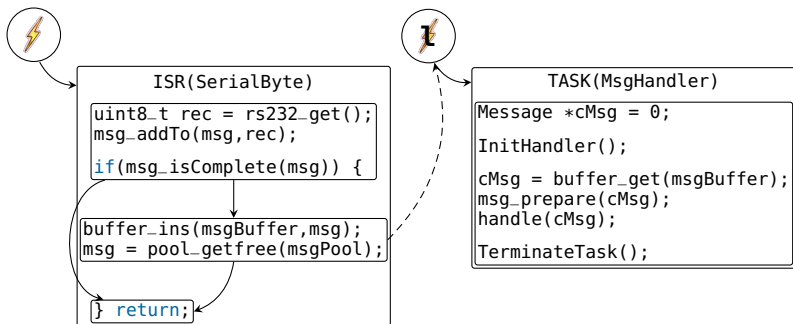 ISR(SerialByte)
uint8_t rec = rs232_get();
msg_addTo(msg,rec);
if(msg_isComplete(msg)) {
buffer_ins(msgBuffer,msg);
msg = pool_getfree(msgPool);
} return;
1
TASK(MsgHandler)
Message *cMsg = 0;
InitHandler();
cMsg = buffer_get(msgBuffer);
msg_prepare(cMsg);
handle(cMsg);
TerminateTask();